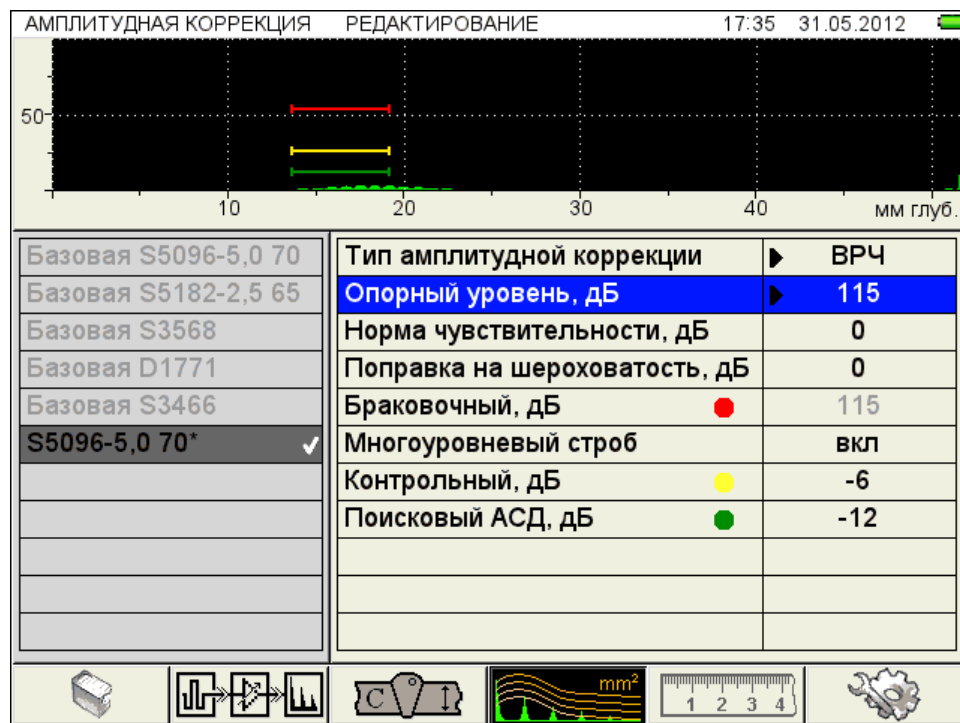 АМПЛИТУДНАЯ КОРРЕКЦИЯ РЕДАКТИРОВАНИЕ 17:35 31.05.2012
50
10 20 30 40 мм глуб.
Базовая S5096-5,0 70
Базовая S5182-2,5 65
Базовая S3568
Базовая D1771
Базовая S3466
S5096-5,0 70*
Тип амплитудной коррекции ВРЧ
Опорный уровень, дБ 115
Норма чувствительности, дБ 0
Поправка на шероховатость, дБ 0
Браковочный, дБ 115
Многоуровневый строб вкл
Контрольный, дБ -6
Поисковый АСД, дБ -12
C
mm²
1 2 3 4